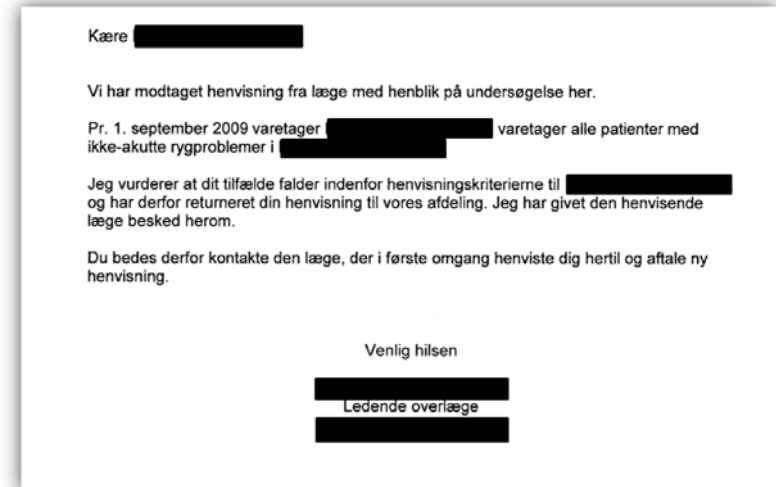 Kære
Vi har modtaget henvisning fra læge med henblik på undersøgelse her.
Pr. 1. september 2009 varetager varetager alle patienter med
ikke-akutte rygproblemer i
Jeg vurderer at dit tilfælde falder indenfor henvisningskriterierne til
og har derfor returneret din henvisning til vores afdeling. Jeg har givet den henvisende
læge besked herom.
Du bedes derfor kontakte den læge, der i første omgang henviste dig hertil og aftale ny
henvisning.
Venlig hilsen
Ledende overlæge